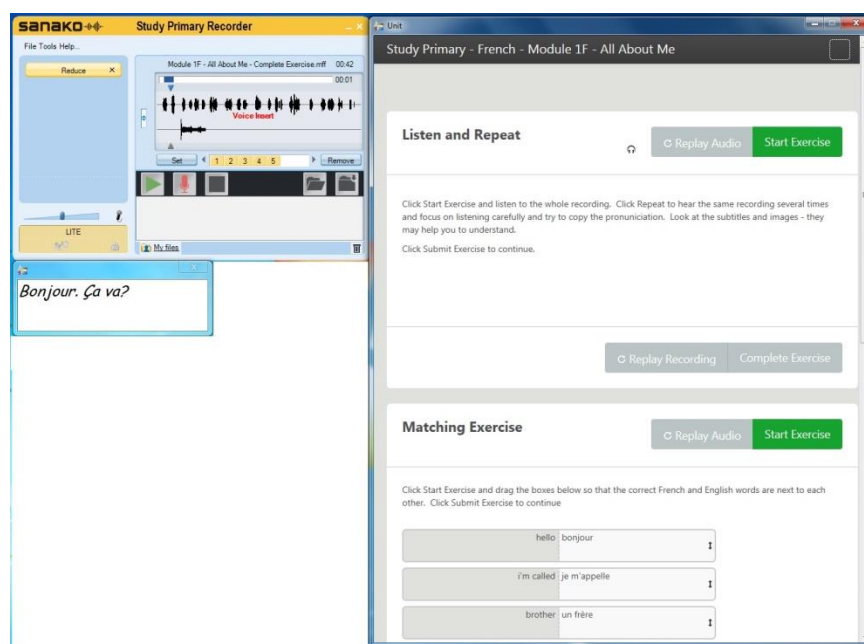 sanako
Study Primary Recorder
File Tools Help...
Reduce X
Module 1F - All About Me - Complete Exercise.mff 00:42
00:01
Voice Insert
Set 1 2 3 4 5 Remove
LITE
My files
Bonjour. Ça va?
Unit
Study Primary - French - Module 1F - All About Me
Listen and Repeat
Replay Audio
Start Exercise
Click Start Exercise and listen to the whole recording. Click Repeat to hear the same recording several times
and focus on listening carefully and try to copy the pronuniciation. Look at the subtitles and images - they
may help you to understand.
Click Submit Exercise to continue.
Replay Recording
Complete Exercise
Matching Exercise
Replay Audio
Start Exercise
Click Start Exercise and drag the boxes below so that the correct French and English words are next to each
other. Click Submit Exercise to continue
hello bonjour
i'm called je m'appelle
brother un frère